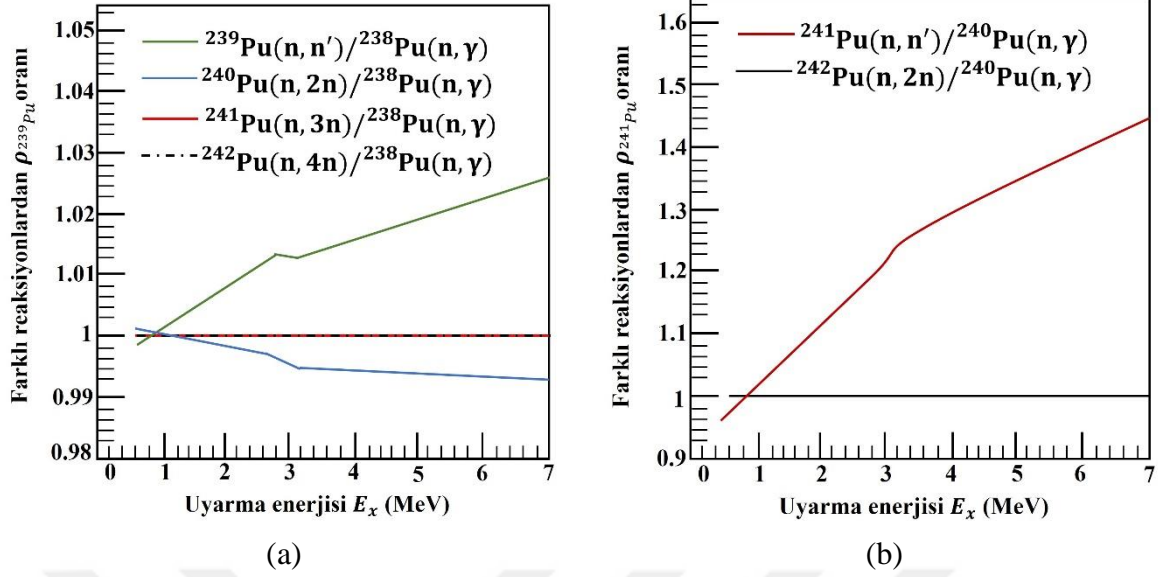 Farklı reaksiyonlardan ρ²³⁹Pu oranı
1.05
1.04
1.03
1.02
1.01
1
0.99
0.98
²³⁹Pu(n, n′)/²³⁸Pu(n, γ)
²⁴⁰Pu(n, 2n)/²³⁸Pu(n, γ)
²⁴¹Pu(n, 3n)/²³⁸Pu(n, γ)
²⁴²Pu(n, 4n)/²³⁸Pu(n, γ)
0 1 2 3 4 5 6 7
Uyarma enerjisi Eₓ (MeV)
(a)
Farklı reaksiyonlardan ρ²⁴¹Pu oranı
1.6
1.5
1.4
1.3
1.2
1.1
1
0.9
²⁴¹Pu(n, n′)/²⁴⁰Pu(n, γ)
²⁴²Pu(n, 2n)/²⁴⁰Pu(n, γ)
0 1 2 3 4 5 6 7
Uyarma enerjisi Eₓ (MeV)
(b)